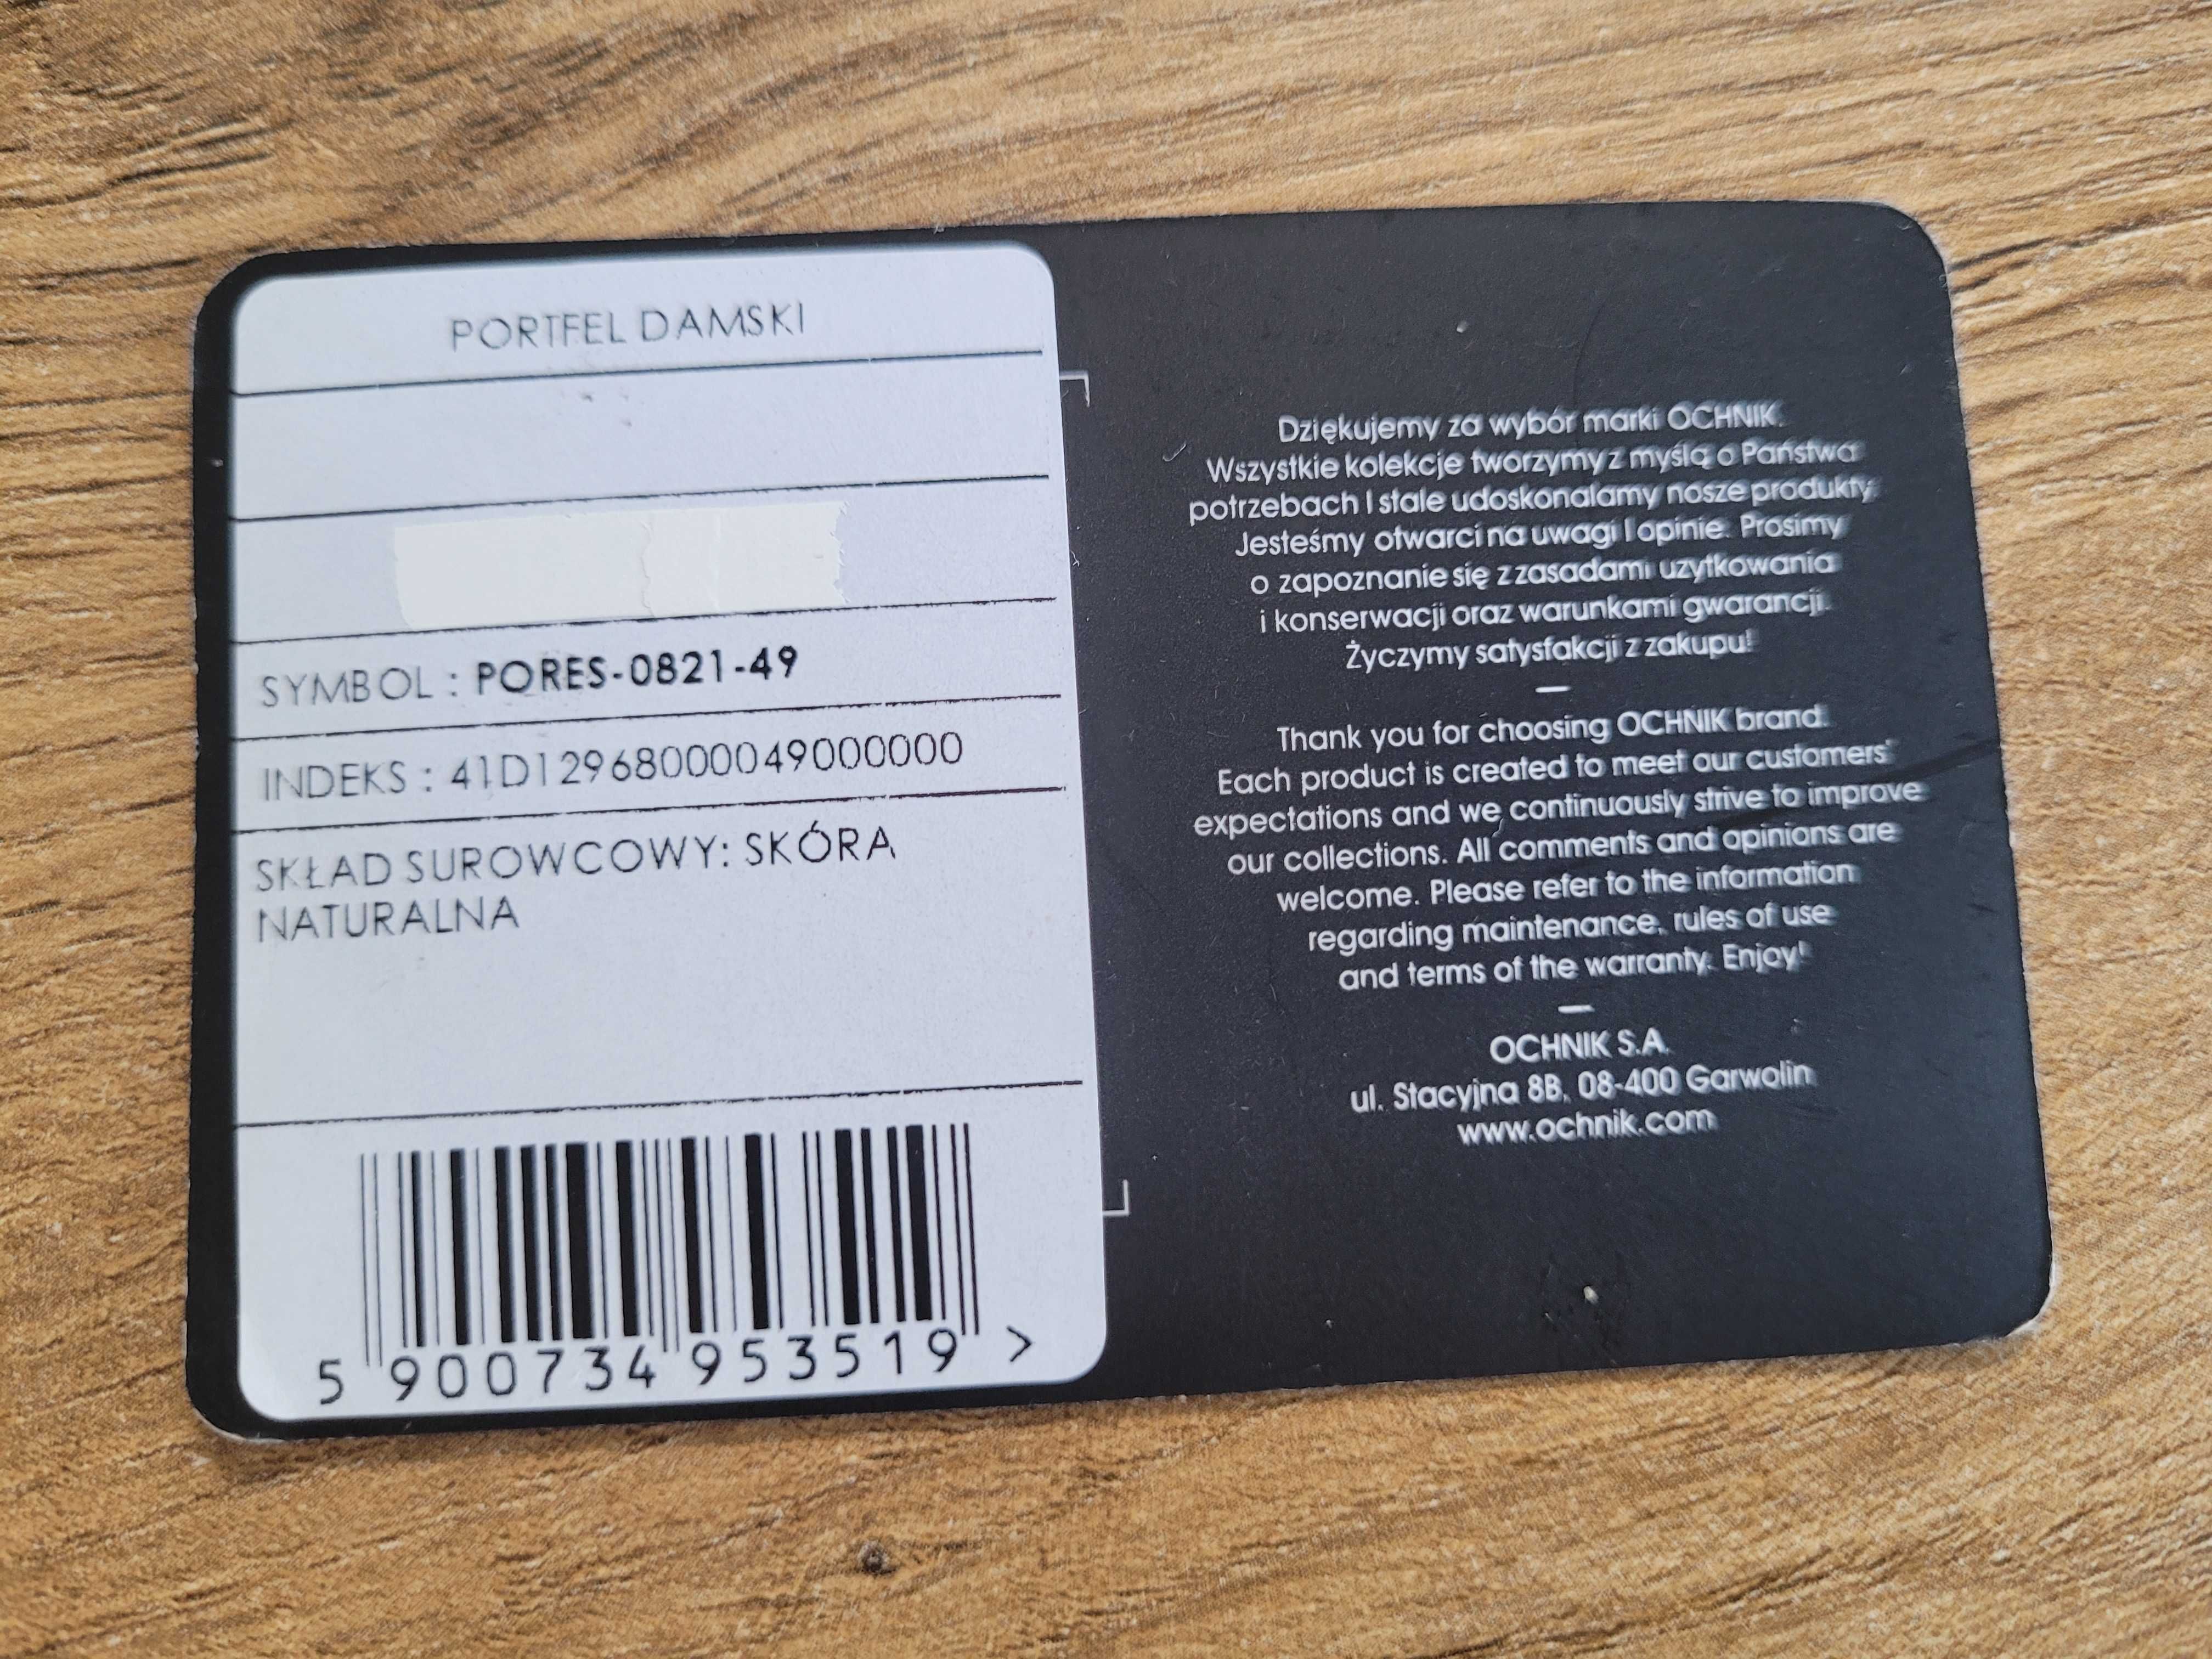 PORTFEL DAMSKI
SYMBOL : PORES-0821-49
INDEKS : 41D12968000049000000
SKŁAD SUROWCOWY: SKÓRA
NATURALNA
5 900734 953519 >
Dziękujemy za wybór marki OCHNIK.
Wszystkie kolekcje tworzymy z myślą o Państwa
potrzebach I stale udoskonalamy nasze produkty.
Jesteśmy otwarci na uwagi I opinie. Prosimy
o zapoznanie się z zasadami uzytkowania
i konserwacji oraz warunkami gwarancji.
Życzymy satysfakcji z zakupu!
Thank you for choosing OCHNIK brand.
Each product is created to meet our customers'
expectations and we continuously strive to improve
our collections. All comments and opinions are
welcome. Please refer to the information
regarding maintenance, rules of use
and terms of the warranty. Enjoy!
OCHNIK S.A.
ul. Stacyjna 8B, 08-400 Garwolin
www.ochnik.com